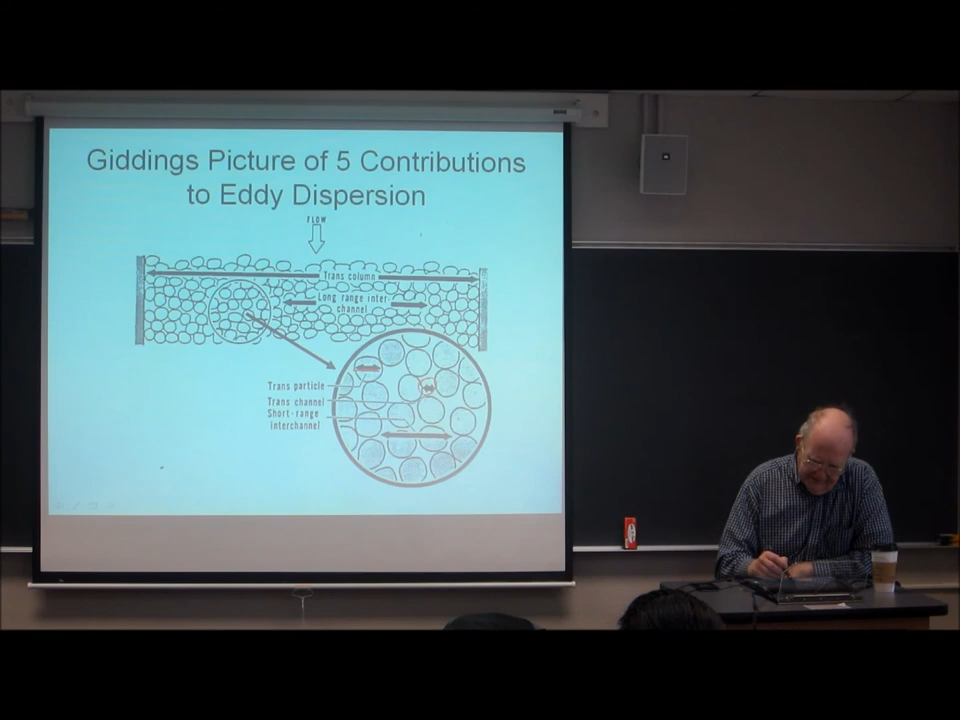 Giddings Picture of 5 Contributions
to Eddy Dispersion
FLOW
Trans column
Long range inter-
channel
Trans particle
Trans channel
Short-range
interchannel